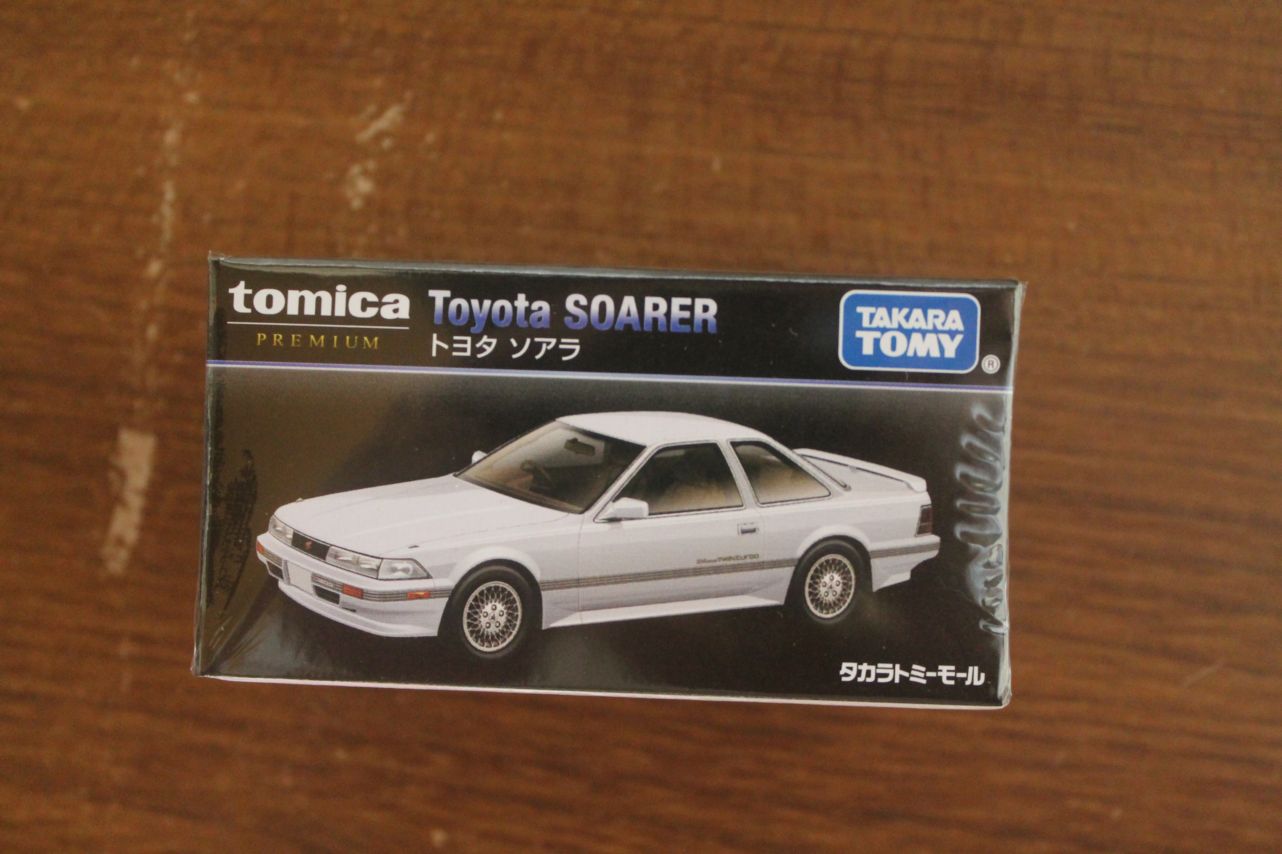 tomica
PREMIUM
Toyota SOARER
トヨタ ソアラ
TAKARA
TOMY
®
タカラトミーモール